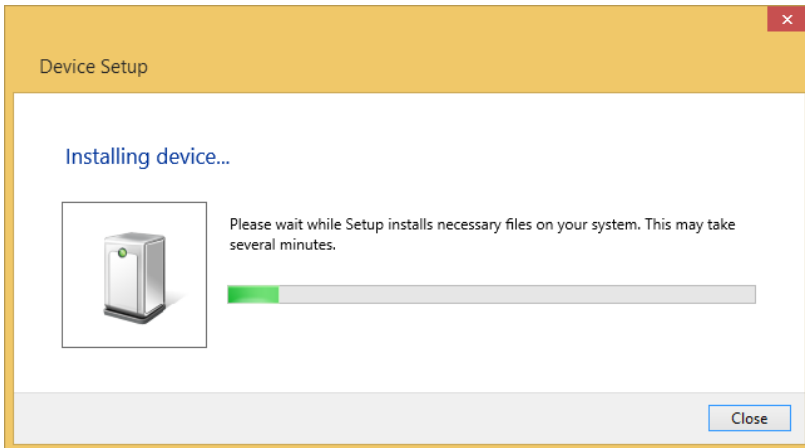 Device Setup
Installing device...
Please wait while Setup installs necessary files on your system. This may take
several minutes.
Close